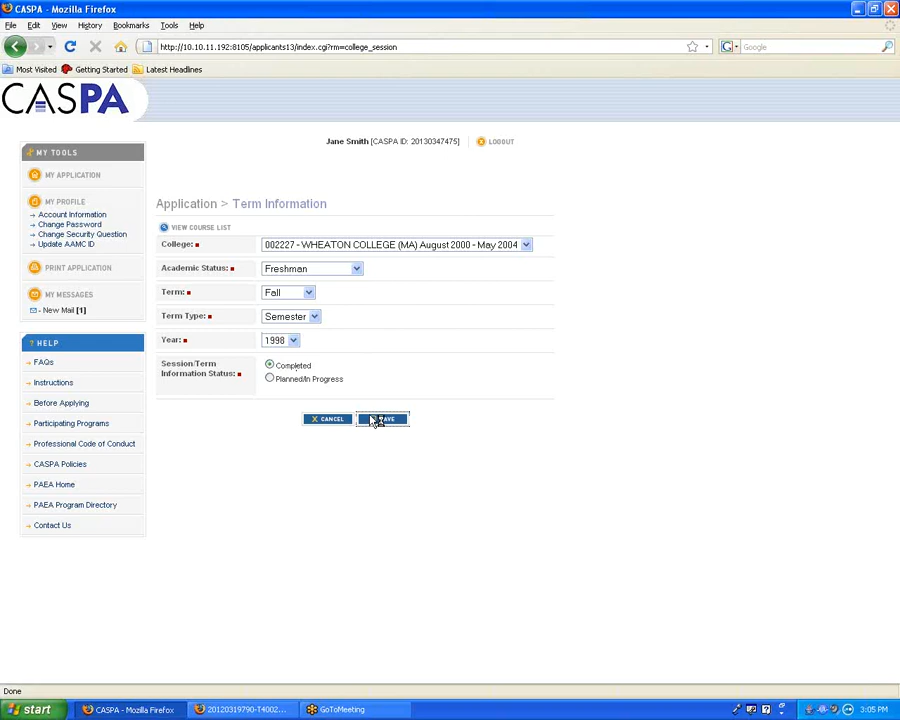 CASPA - Mozilla Firefox
File Edit View History Bookmarks Tools Help
http://10.10.11.192:8105/applicants13/index.cgi?rm=college_session
Google
Most Visited Getting Started Latest Headlines
CASPA
Jane Smith [CASPA ID: 20130347475] LOGOUT
MY TOOLS
MY APPLICATION
MY PROFILE
Account Information
Change Password
Change Security Question
Update AAMC ID
PRINT APPLICATION
MY MESSAGES
New Mail [1]
? HELP
FAQs
Instructions
Before Applying
Participating Programs
Professional Code of Conduct
CASPA Policies
PAEA Home
PAEA Program Directory
Contact Us
Application > Term Information
VIEW COURSE LIST
College: 002227 - WHEATON COLLEGE (MA) August 2000 - May 2004
Academic Status: Freshman
Term: Fall
Term Type: Semester
Year: 1998
Session/Term
Information Status:
Completed
Planned/In Progress
X CANCEL
Done
start CASPA - Mozilla Firefox 20120319790-T4002... GoToMeeting 3:05 PM